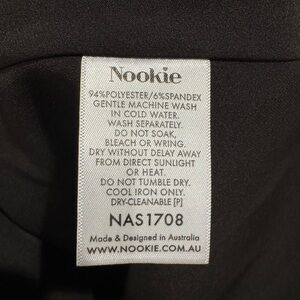 Nookie
94%POLYESTER/6%SPANDEX
GENTLE MACHINE WASH
IN COLD WATER.
WASH SEPARATELY.
DO NOT SOAK,
BLEACH OR WRING.
DRY WITHOUT DELAY AWAY
FROM DIRECT SUNLIGHT
OR HEAT.
DO NOT TUMBLE DRY.
COOL IRON ONLY.
DRY-CLEANABLE [P]
NAS1708
Made & Designed in Australia
WWW.NOOKIE.COM.AU